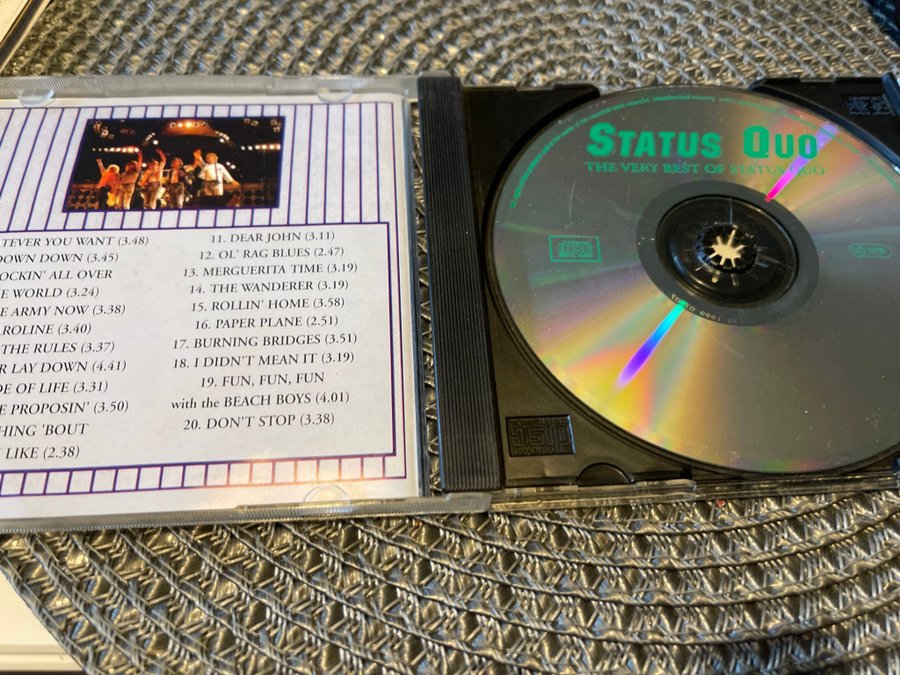 TEVER YOU WANT (3.48)
DOWN DOWN (3.45)
OCKIN' ALL OVER
E WORLD (3.24)
E ARMY NOW (3.38)
AROLINE (3.40)
THE RULES (3.37)
R LAY DOWN (4.41)
DE OF LIFE (3.31)
E PROPOSIN' (3.50)
HING 'BOUT
LIKE (2.38)
11. DEAR JOHN (3.11)
12. OL' RAG BLUES (2.47)
13. MERGUERITA TIME (3.19)
14. THE WANDERER (3.19)
15. ROLLIN' HOME (3.58)
16. PAPER PLANE (2.51)
17. BURNING BRIDGES (3.51)
18. I DIDN'T MEAN IT (3.19)
19. FUN, FUN, FUN
with the BEACH BOYS (4.01)
20. DON'T STOP (3.38)
STATUS QUO
THE VERY BEST OF STATUS QUO
disc
disc